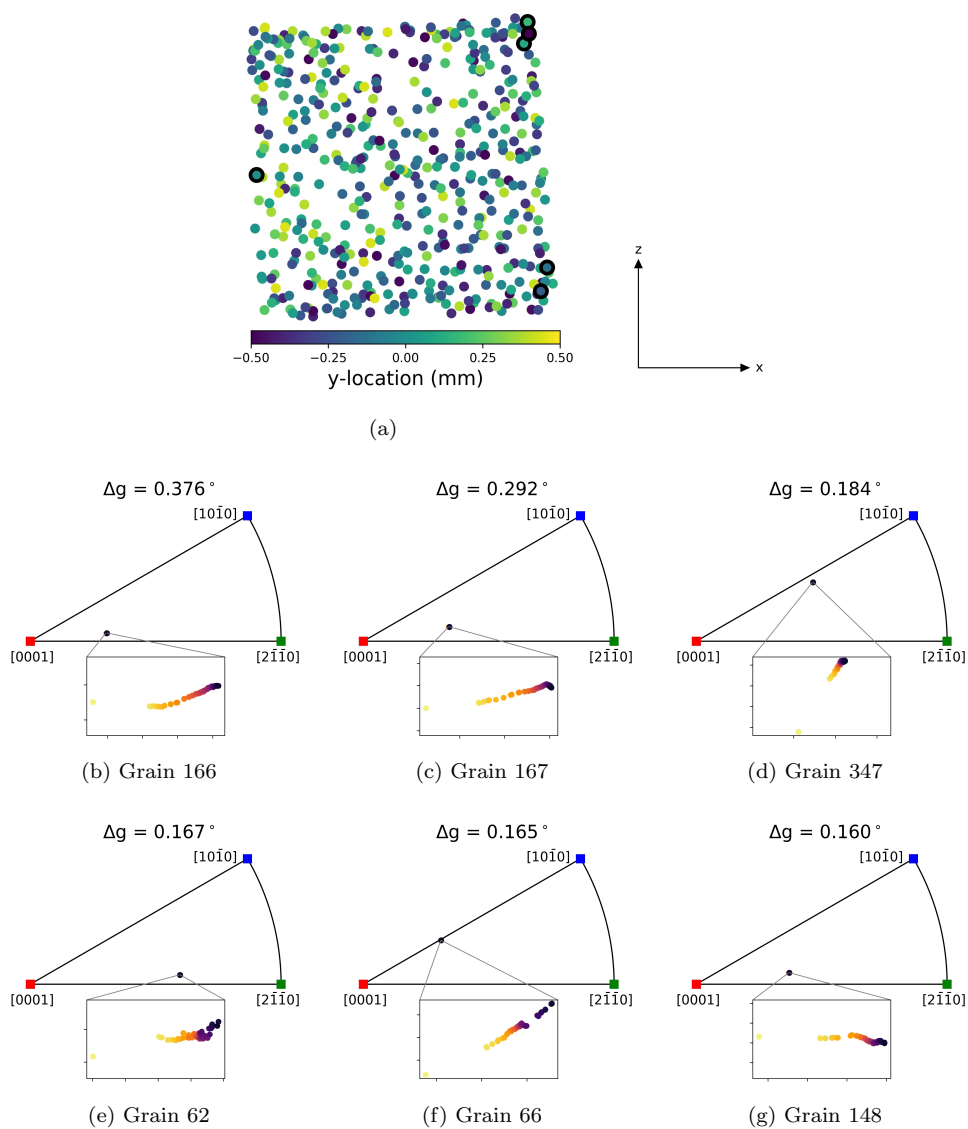 z
x
−0.50 −0.25 0.00 0.25 0.50
y-location (mm)
(a)
Δg = 0.376° Δg = 0.292° Δg = 0.184°
[101̄0] [101̄0] [101̄0]
[0001] [21̄1̄0] [0001] [21̄1̄0] [0001] [21̄1̄0]
(b) Grain 166 (c) Grain 167 (d) Grain 347
Δg = 0.167° Δg = 0.165° Δg = 0.160°
[101̄0] [101̄0] [101̄0]
[0001] [21̄1̄0] [0001] [21̄1̄0] [0001] [21̄1̄0]
(e) Grain 62 (f) Grain 66 (g) Grain 148